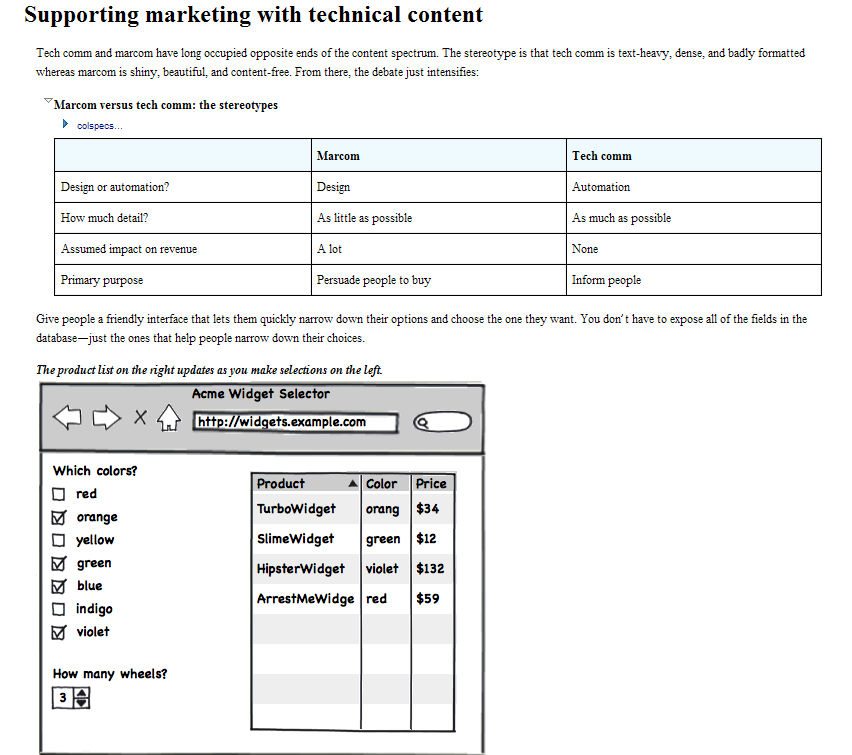 Supporting marketing with technical content
Tech comm and marcom have long occupied opposite ends of the content spectrum. The stereotype is that tech comm is text-heavy, dense, and badly formatted
whereas marcom is shiny, beautiful, and content-free. From there, the debate just intensifies:
Marcom versus tech comm: the stereotypes
colspecs...
Marcom Tech comm
Design or automation? Design Automation
How much detail? As little as possible As much as possible
Assumed impact on revenue A lot None
Primary purpose Persuade people to buy Inform people
Give people a friendly interface that lets them quickly narrow down their options and choose the one they want. You don't have to expose all of the fields in the
database—just the ones that help people narrow down their choices.
The product list on the right updates as you make selections on the left.
Acme Widget Selector
http://widgets.example.com
Which colors?
red
orange
yellow
green
blue
indigo
violet
How many wheels?
3
Product Color Price
TurboWidget orang $34
SlimeWidget green $12
HipsterWidget violet $132
ArrestMeWidge red $59